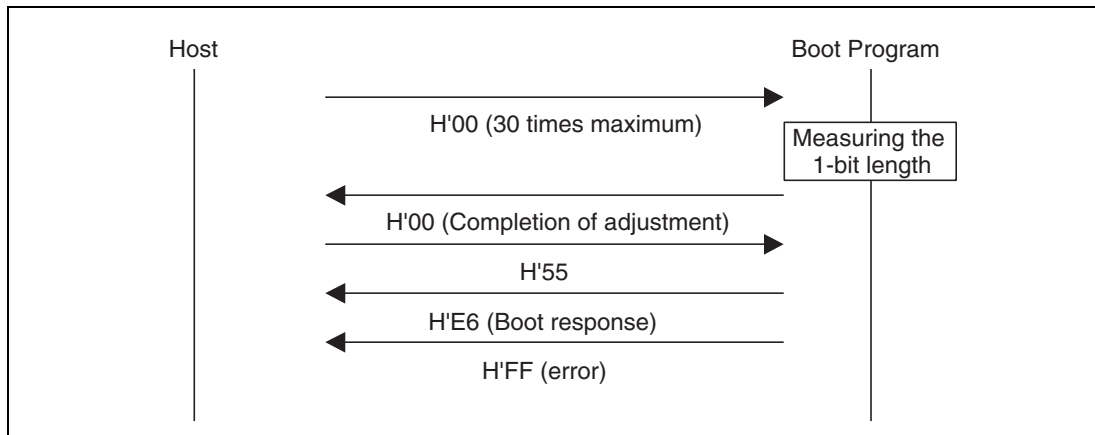 Host
Boot Program
H'00 (30 times maximum)
Measuring the
1-bit length
H'00 (Completion of adjustment)
H'55
H'E6 (Boot response)
H'FF (error)